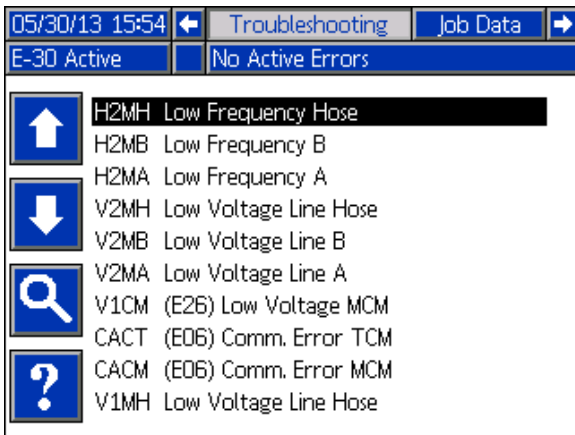 05/30/13 15:54 Troubleshooting Job Data
E-30 Active No Active Errors
H2MH Low Frequency Hose
H2MB Low Frequency B
H2MA Low Frequency A
V2MH Low Voltage Line Hose
V2MB Low Voltage Line B
V2MA Low Voltage Line A
V1CM (E26) Low Voltage MCM
CACT (E06) Comm. Error TCM
CACM (E06) Comm. Error MCM
V1MH Low Voltage Line Hose
?